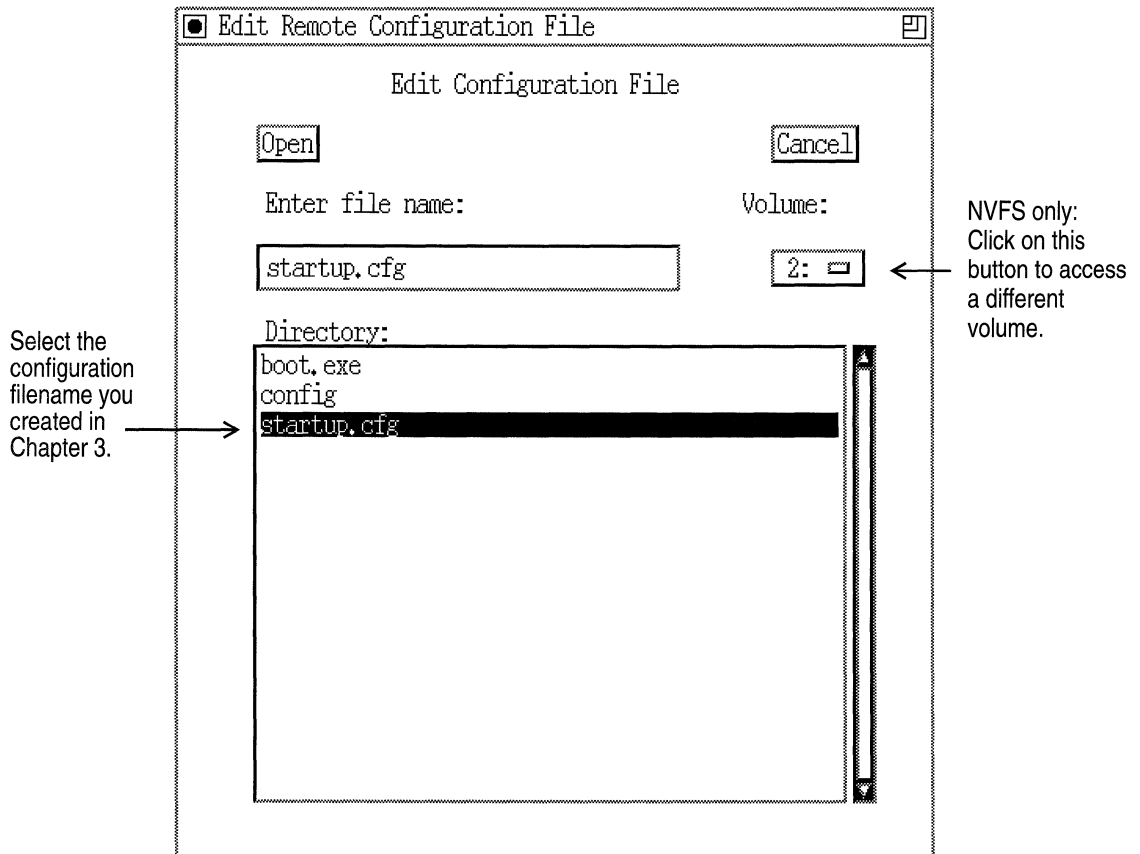 Edit Remote Configuration File
Edit Configuration File
Open
Cancel
Enter file name:
Volume:
startup.cfg
2:
NVFS only:
Click on this
button to access
a different
volume.
Directory:
boot.exe
config
startup.cfg
Select the
configuration
filename you
created in
Chapter 3.